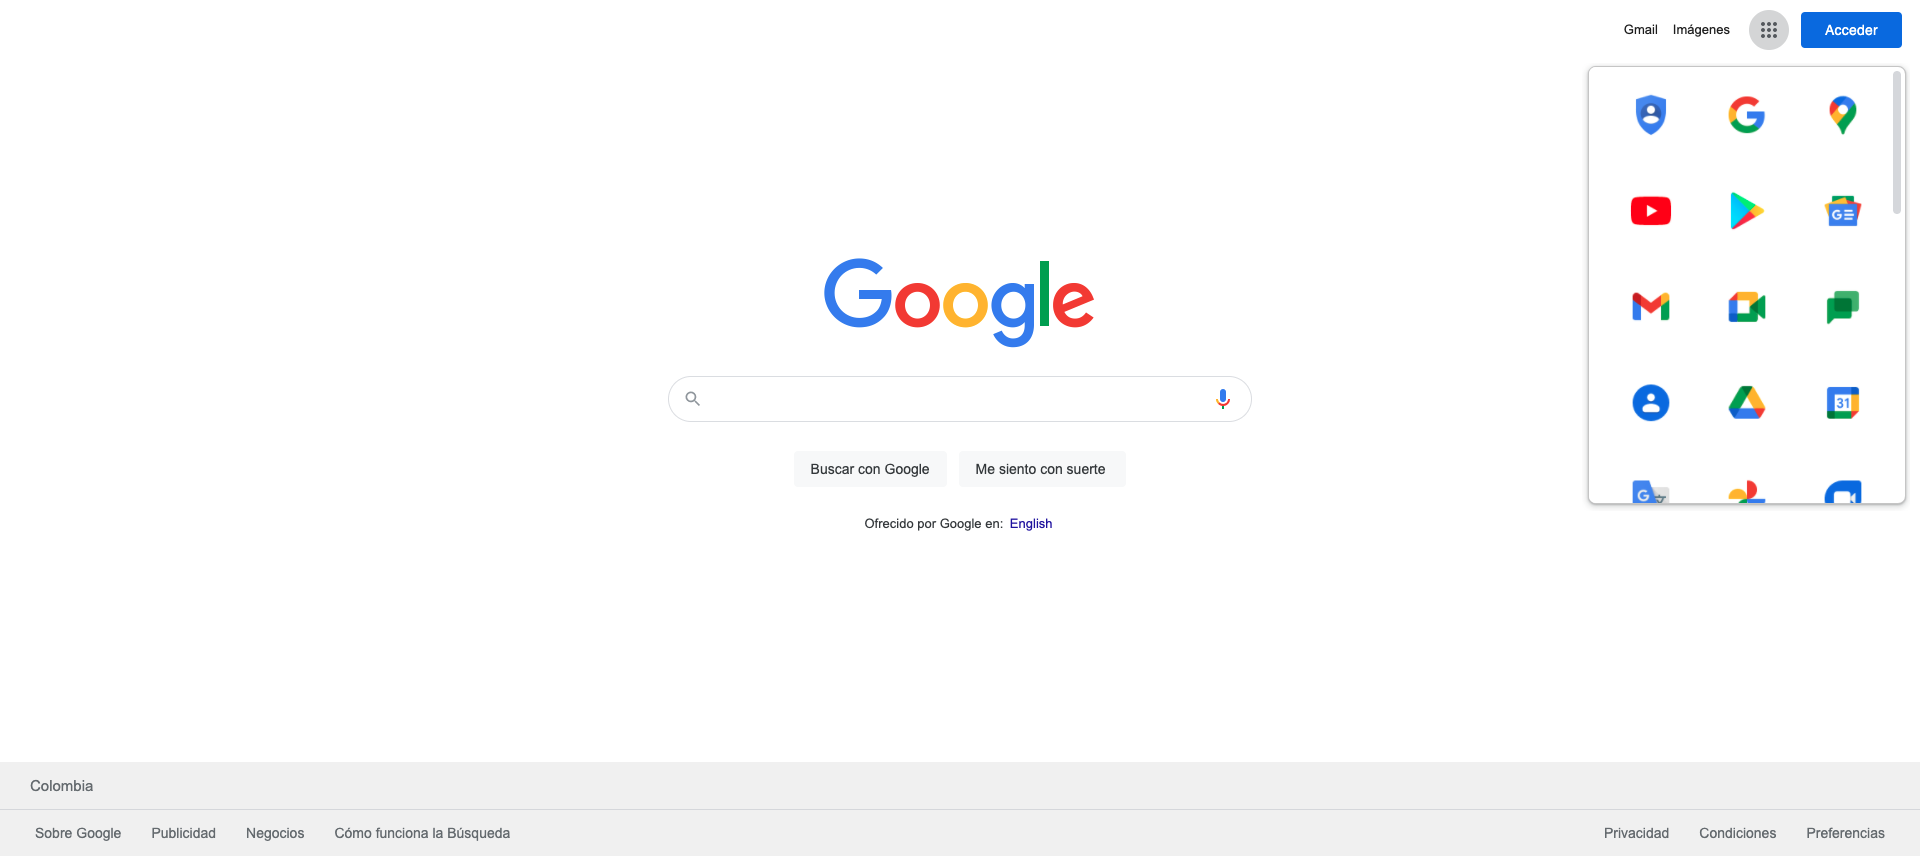 Gmail Imágenes Acceder
Google
Buscar con Google Me siento con suerte
Ofrecido por Google en: English
31
G
Colombia
Sobre Google Publicidad Negocios Cómo funciona la Búsqueda Privacidad Condiciones Preferencias